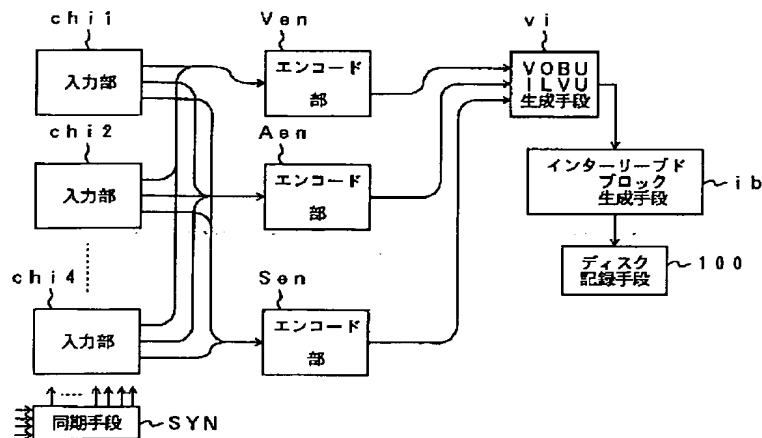 chi1
入力部
chi2
入力部
chi4
入力部
同期手段
SYN
Ven
エンコード
部
Aen
エンコード
部
Sen
エンコード
部
vi
VOBU
ILVU
生成手段
インターリーブド
ブロック
生成手段
ib
ディスク
記録手段
100